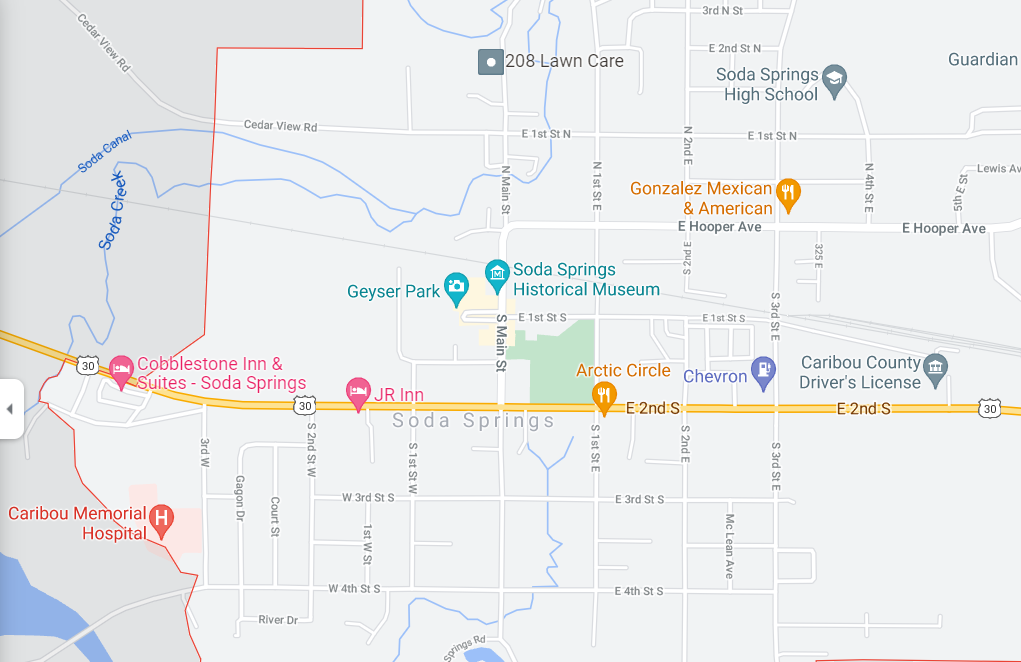 3rd N St
Cedar View Rd
E 2nd St N
208 Lawn Care
Guardian
Soda Springs
High School
Cedar View Rd
E 1st St N
E 1st St N
Soda Canal
N 2nd E
Soda Creek
N Main St
N 1st St E
N 4th St E
Lewis Av
5th E St
Gonzalez Mexican
& American
E Hooper Ave
E Hooper Ave
S 2nd E
325 E
Soda Springs
Historical Museum
Geyser Park
S 3rd St E
E 1st St S
E 1st St S
S Main St
30
Cobblestone Inn &
Suites - Soda Springs
Arctic Circle
Chevron
Caribou County
Driver's License
JR Inn
30
E 2nd S
E 2nd S
30
Soda Springs
3rd W
S 2nd St W
S 1st St W
S 1st St E
S 2nd E
S 3rd St E
Gagon Dr
Court St
W 3rd St S
E 3rd St S
Caribou Memorial
Hospital
H
1st W St
Mc Lean Ave
W 4th St S
E 4th St S
River Dr
Springs Rd